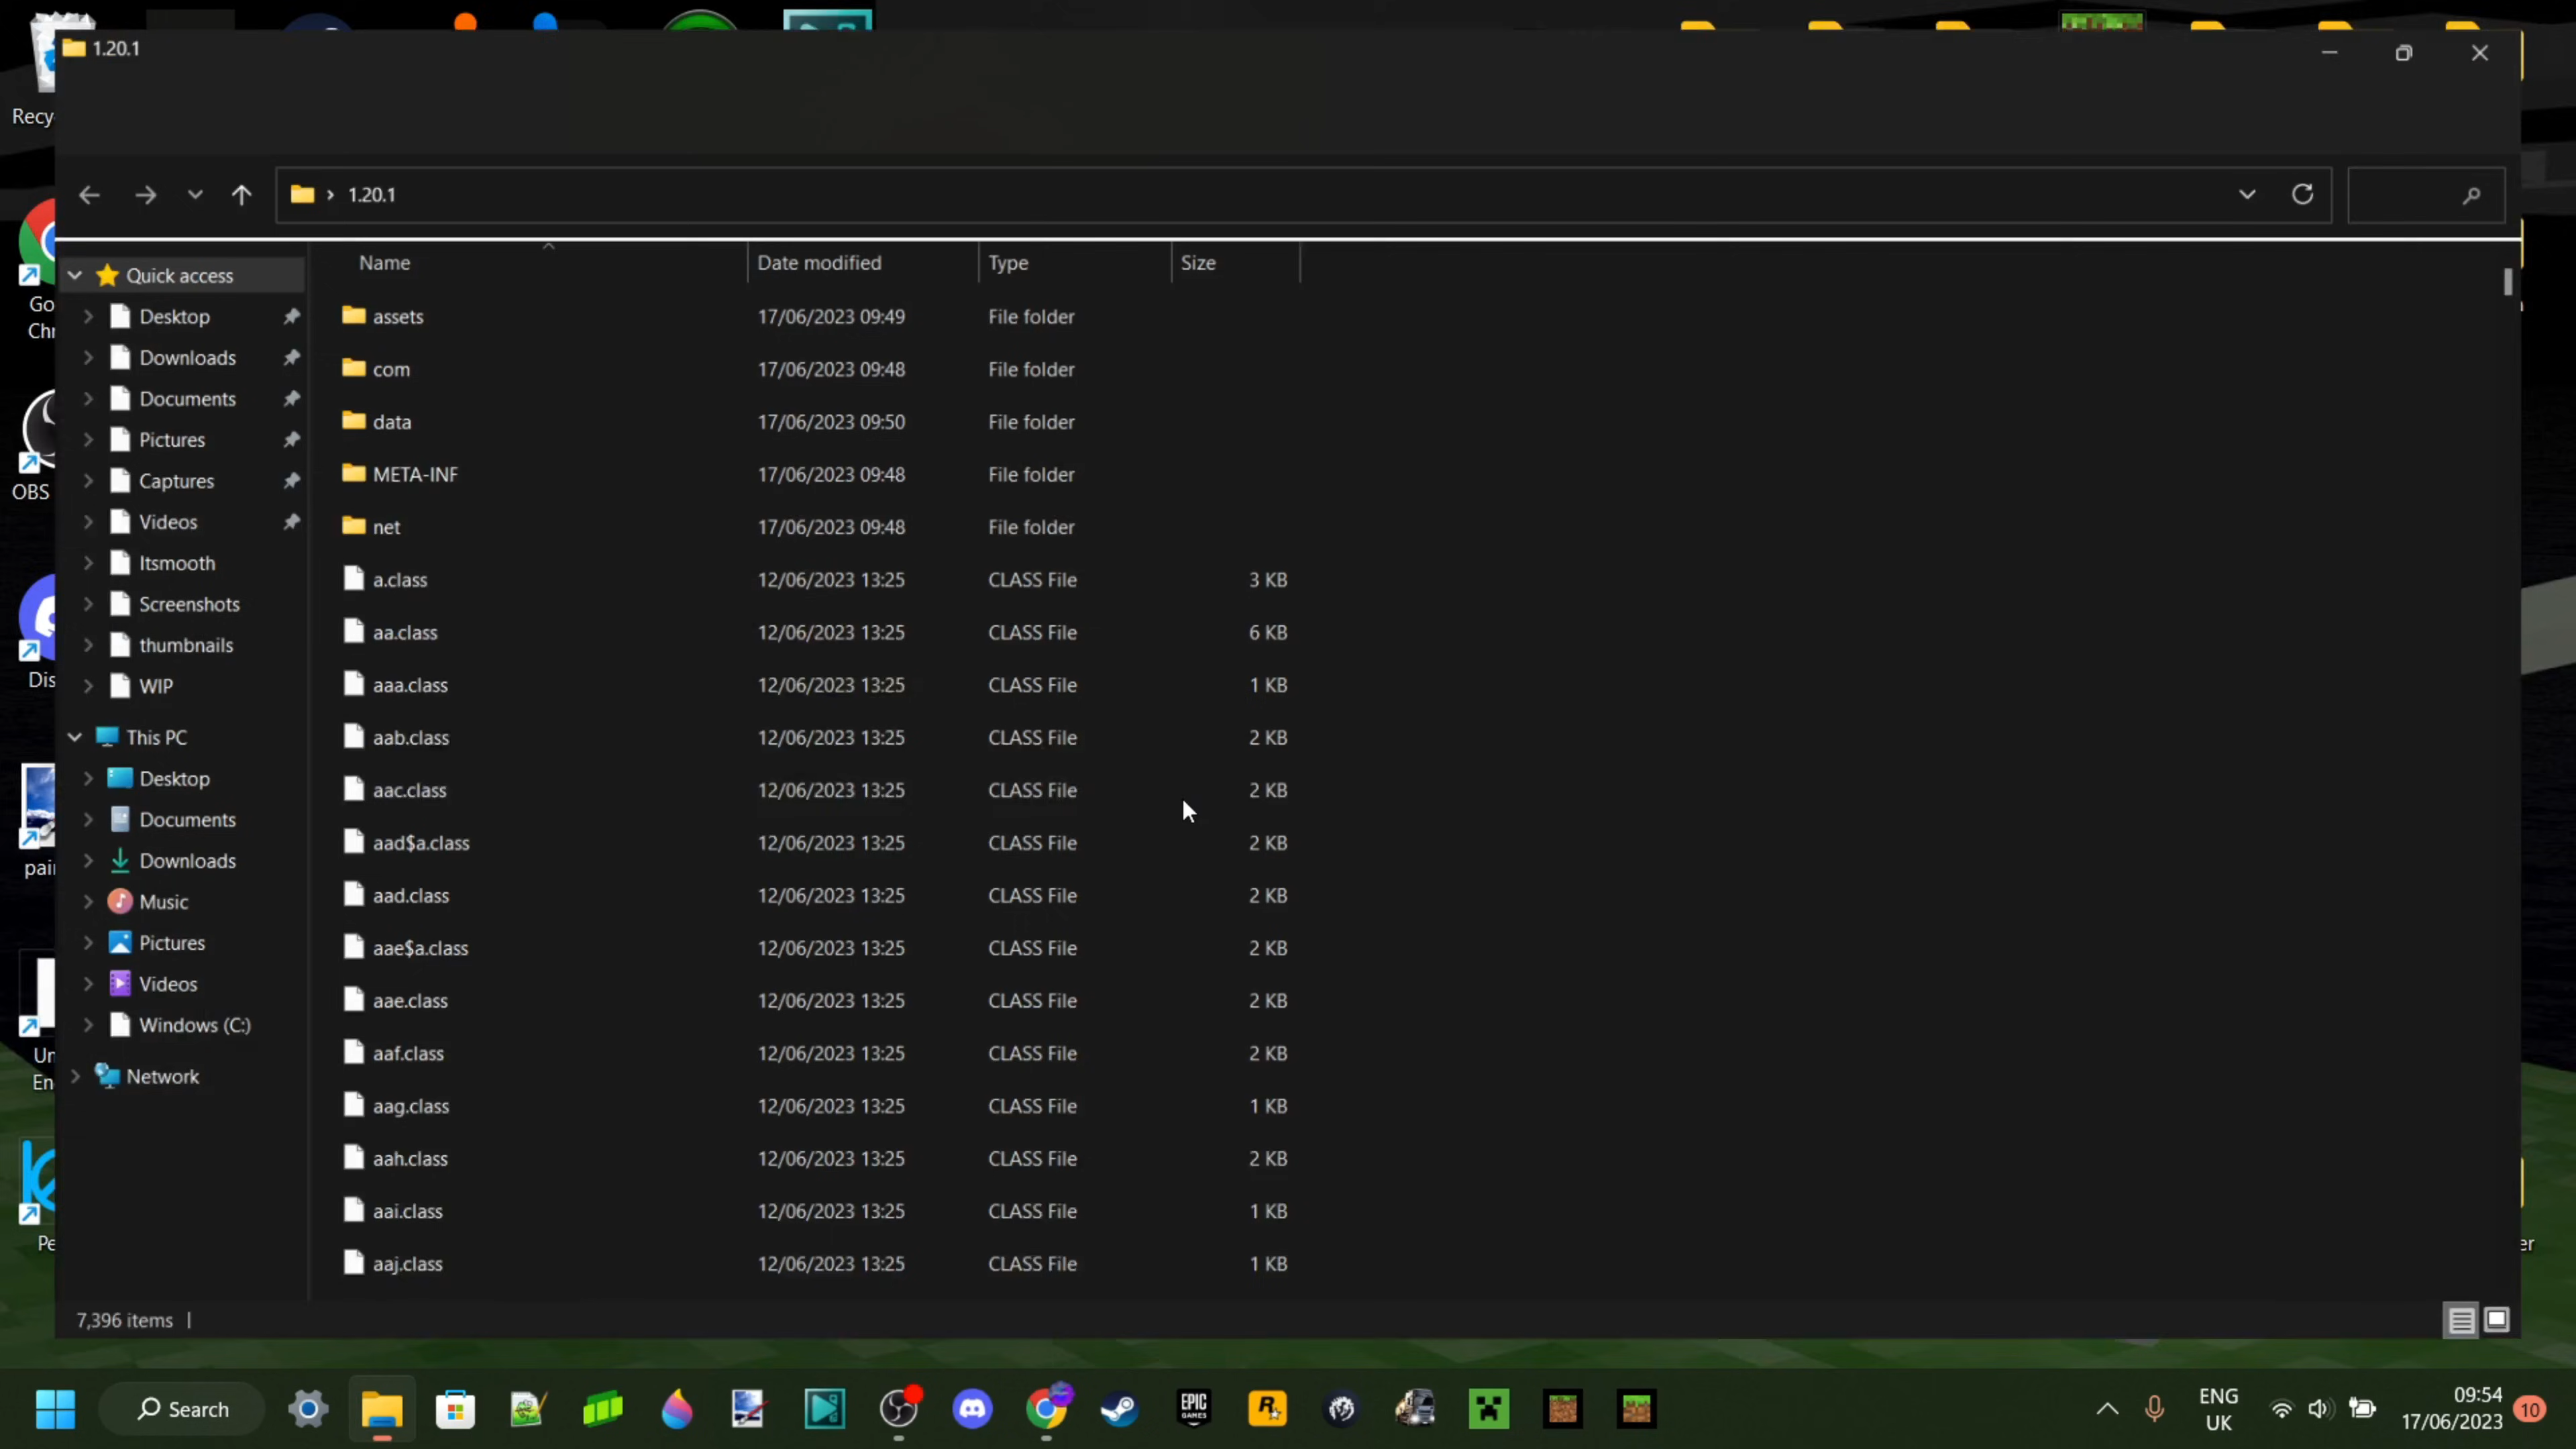 1.20.1
1.20.1
Name Date modified Type Size
Quick access
Desktop
Downloads
Documents
Pictures
Captures
Videos
Itsmooth
Screenshots
thumbnails
WIP
This PC
Desktop
Documents
Downloads
Music
Pictures
Videos
Windows (C:)
Network
assets 17/06/2023 09:49 File folder
com 17/06/2023 09:48 File folder
data 17/06/2023 09:50 File folder
META-INF 17/06/2023 09:48 File folder
net 17/06/2023 09:48 File folder
a.class 12/06/2023 13:25 CLASS File 3 KB
aa.class 12/06/2023 13:25 CLASS File 6 KB
aaa.class 12/06/2023 13:25 CLASS File 1 KB
aab.class 12/06/2023 13:25 CLASS File 2 KB
aac.class 12/06/2023 13:25 CLASS File 2 KB
aad$a.class 12/06/2023 13:25 CLASS File 2 KB
aad.class 12/06/2023 13:25 CLASS File 2 KB
aae$a.class 12/06/2023 13:25 CLASS File 2 KB
aae.class 12/06/2023 13:25 CLASS File 2 KB
aaf.class 12/06/2023 13:25 CLASS File 2 KB
aag.class 12/06/2023 13:25 CLASS File 1 KB
aah.class 12/06/2023 13:25 CLASS File 2 KB
aai.class 12/06/2023 13:25 CLASS File 1 KB
aaj.class 12/06/2023 13:25 CLASS File 1 KB
7,396 items
Recy
Go
Chr
OBS
Dis
pai
Un
En
Pe
er
Search
EPIC
GAMES
R
ENG
UK
09:54
17/06/2023
10